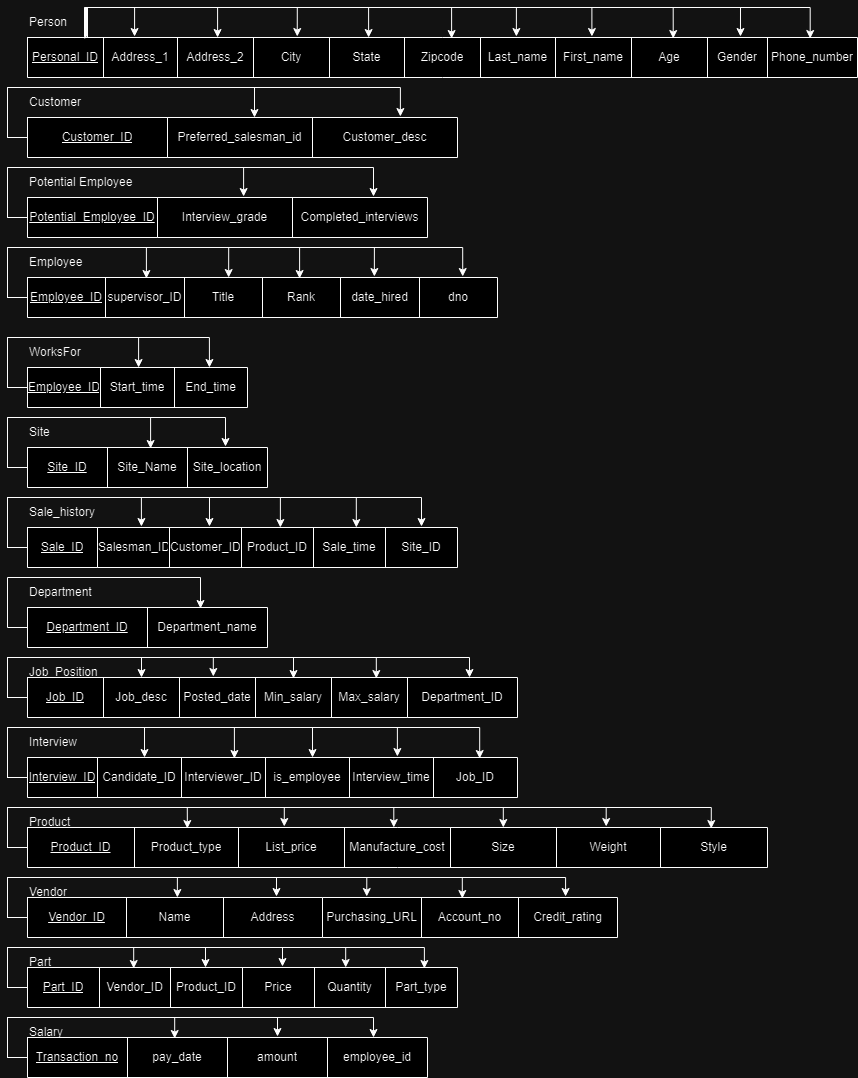 Person
Personal_ID Address_1 Address_2 City State Zipcode Last_name First_name Age Gender Phone_number
Customer
Customer_ID Preferred_salesman_id Customer_desc
Potential Employee
Potential_Employee_ID Interview_grade Completed_interviews
Employee
Employee_ID supervisor_ID Title Rank date_hired dno
WorksFor
Employee_ID Start_time End_time
Site
Site_ID Site_Name Site_location
Sale_history
Sale_ID Salesman_ID Customer_ID Product_ID Sale_time Site_ID
Department
Department_ID Department_name
Job_Position
Job_ID Job_desc Posted_date Min_salary Max_salary Department_ID
Interview
Interview_ID Candidate_ID Interviewer_ID is_employee Interview_time Job_ID
Product
Product_ID Product_type List_price Manufacture_cost Size Weight Style
Vendor
Vendor_ID Name Address Purchasing_URL Account_no Credit_rating
Part
Part_ID Vendor_ID Product_ID Price Quantity Part_type
Salary
Transaction_no pay_date amount employee_id